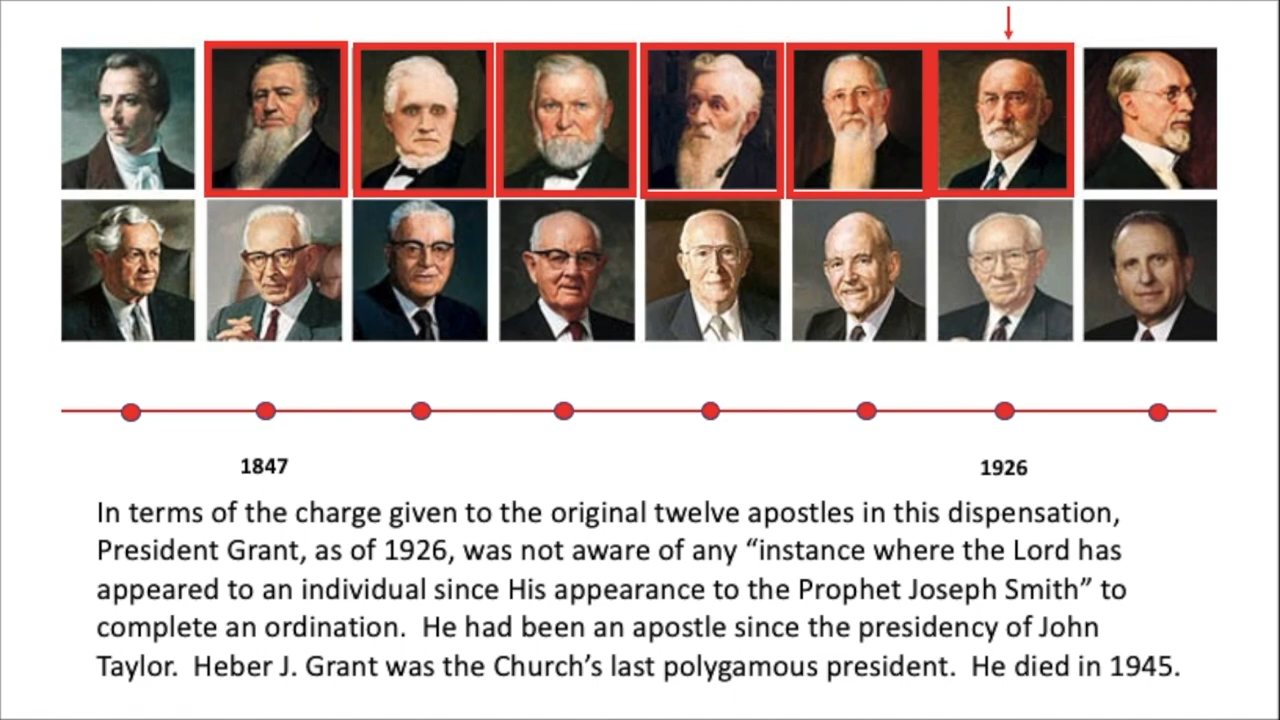 1847
1926
In terms of the charge given to the original twelve apostles in this dispensation,
President Grant, as of 1926, was not aware of any “instance where the Lord has
appeared to an individual since His appearance to the Prophet Joseph Smith” to
complete an ordination.  He had been an apostle since the presidency of John
Taylor.  Heber J. Grant was the Church’s last polygamous president.  He died in 1945.